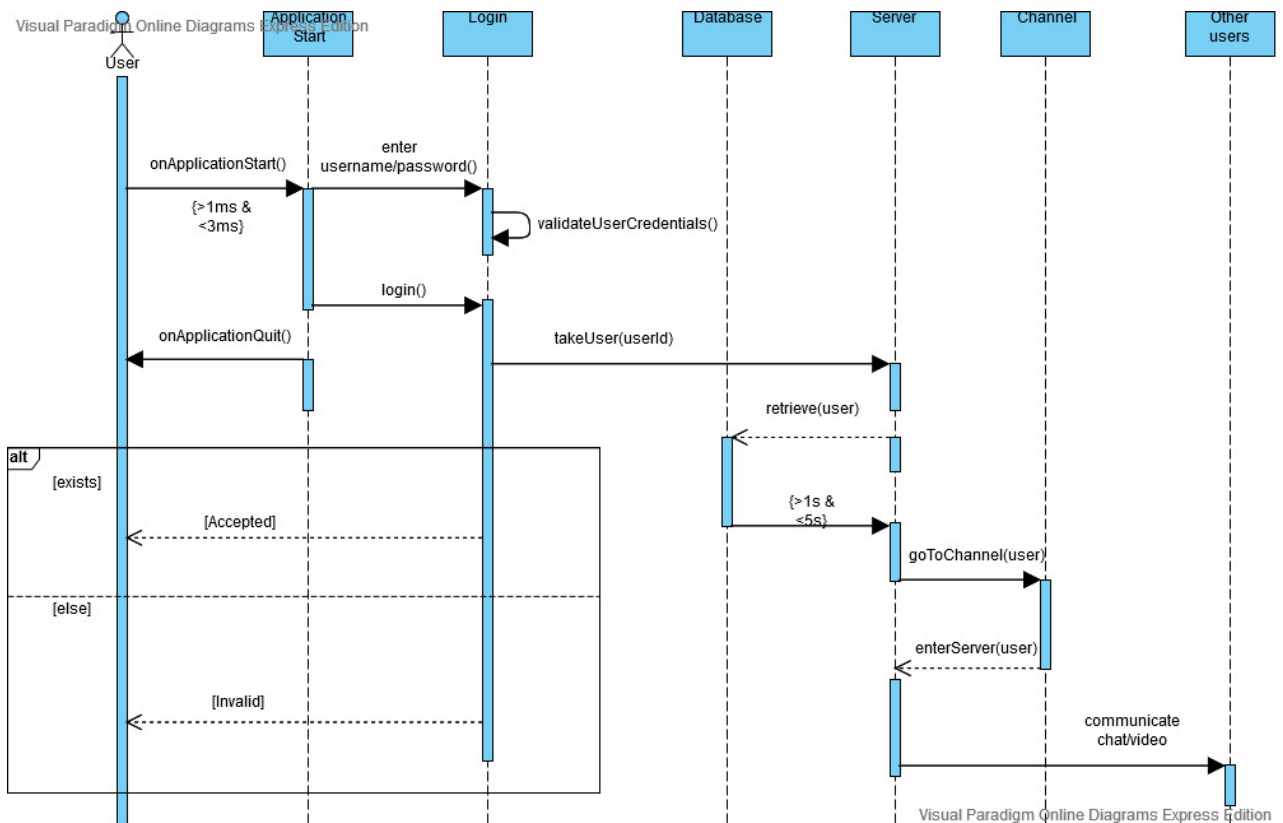 Visual Paradigm Online Diagrams Express Edition
User
Application
Start
Login
Database
Server
Channel
Other
users
onApplicationStart()
enter
username/password()
{>1ms &
<3ms}
validateUserCredentials()
login()
onApplicationQuit()
takeUser(userId)
retrieve(user)
alt
[exists]
{>1s &
<5s}
[Accepted]
goToChannel(user)
[else]
enterServer(user)
[Invalid]
communicate
chat/video
Visual Paradigm Online Diagrams Express Edition